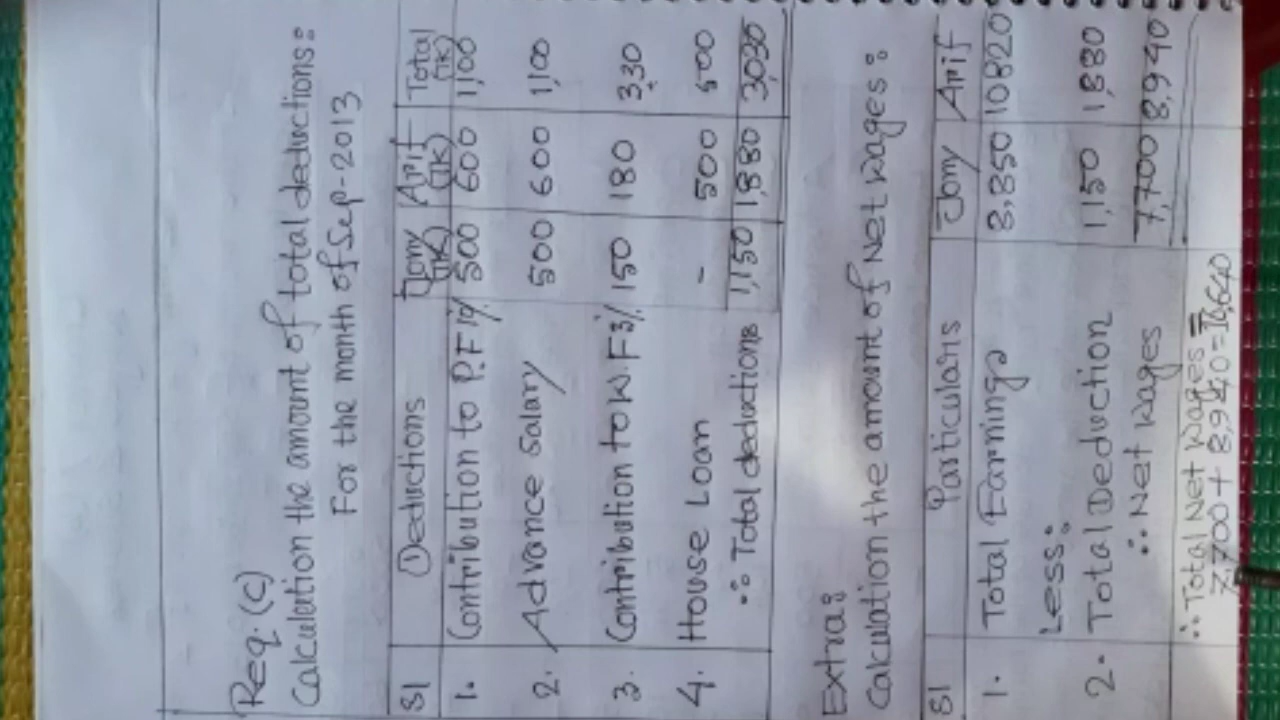 Req. (c)
Calculation the amount of total deductions:
For the month of Sep-2013
Sl Deductions Jony (TK) Arif (TK) Total (TK)
1. Contribution to P.F 10% 500 600 1,100
2. Advance Salary 500 600 1,100
3. Contribution to W.F 3% 150 180 3,30
4. House Loan - 500 500
∴ Total deductions 1,150 1,880 3,030
Extra:
Calculation the amount of Net Wages:
Sl Particulars Jony Arif
1. Total Earnings 8,850 10820
Less:
2. Total Deduction 1,150 1,880
∴ Net Wages 7,700 8,940
∴ Total Net Wages =
7,700 + 8,940 = 16,640